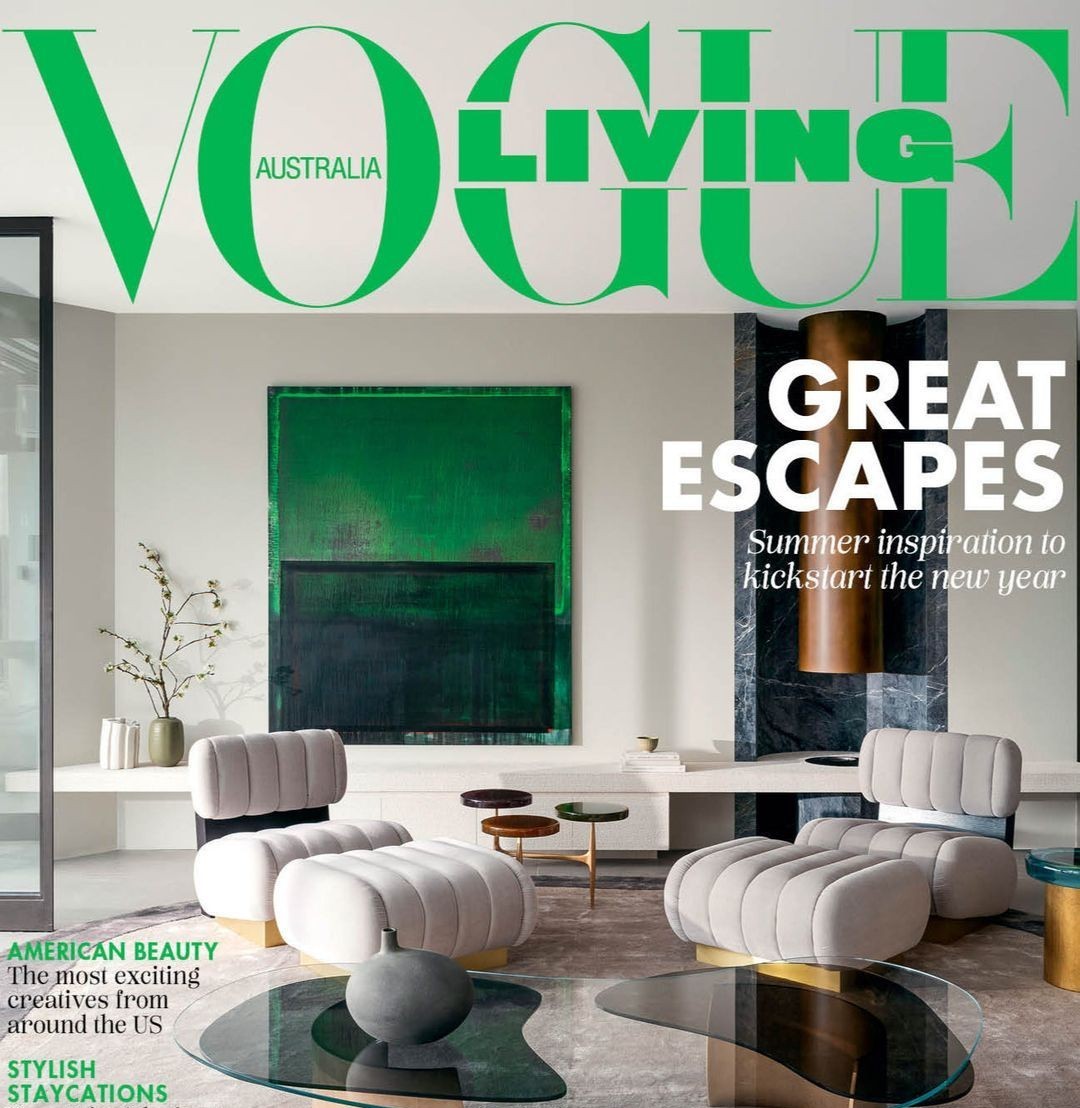 VOGUE
LIVING
AUSTRALIA
GREAT
ESCAPES
Summer inspiration to
kickstart the new year
AMERICAN BEAUTY
The most exciting
creatives from
around the US
STYLISH
STAYCATIONS